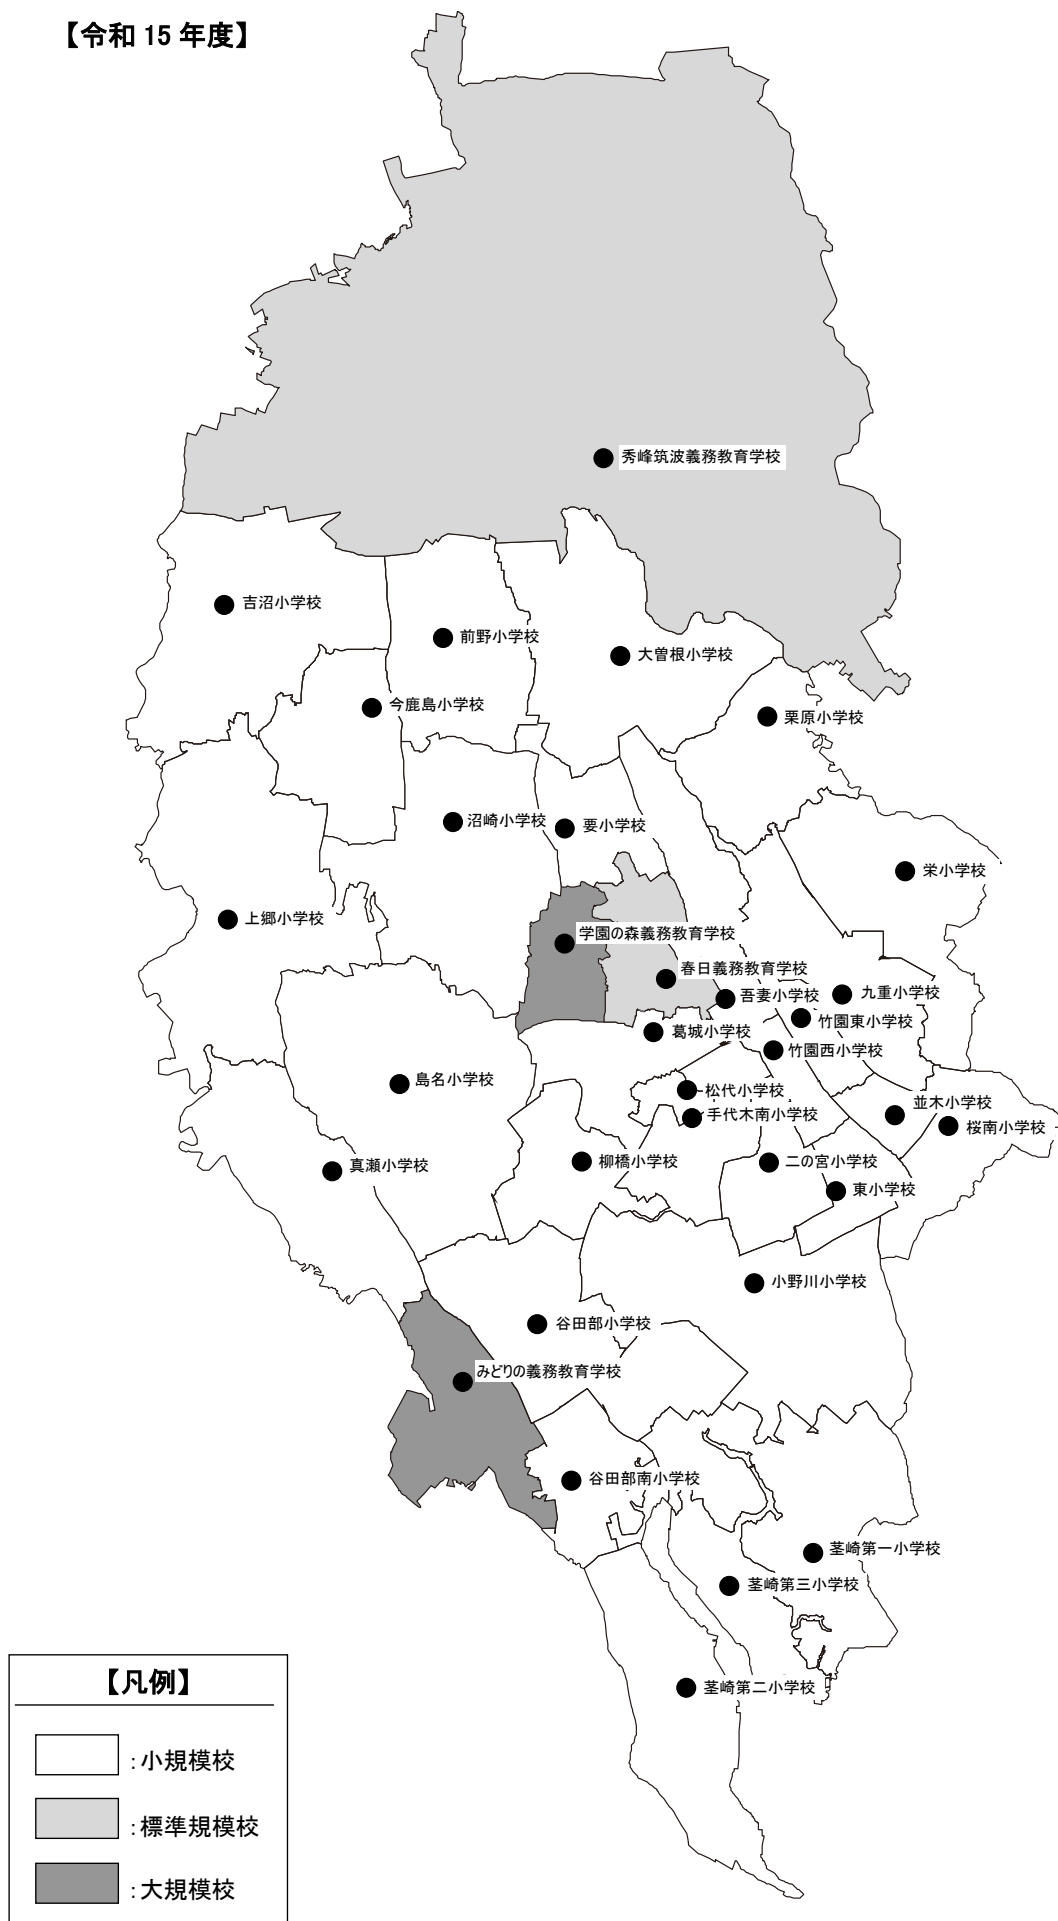 【令和 15 年度】
秀峰筑波義務教育学校
吉沼小学校
前野小学校
大曽根小学校
今鹿島小学校
栗原小学校
沼崎小学校
要小学校
栄小学校
上郷小学校
学園の森義務教育学校
春日義務教育学校
吾妻小学校
九重小学校
竹園東小学校
葛城小学校
竹園西小学校
島名小学校
松代小学校
手代木南小学校
並木小学校
桜南小学校
真瀬小学校
柳橋小学校
二の宮小学校
東小学校
小野川小学校
谷田部小学校
みどりの義務教育学校
谷田部南小学校
茎崎第一小学校
茎崎第三小学校
茎崎第二小学校
【凡例】
：小規模校
：標準規模校
：大規模校